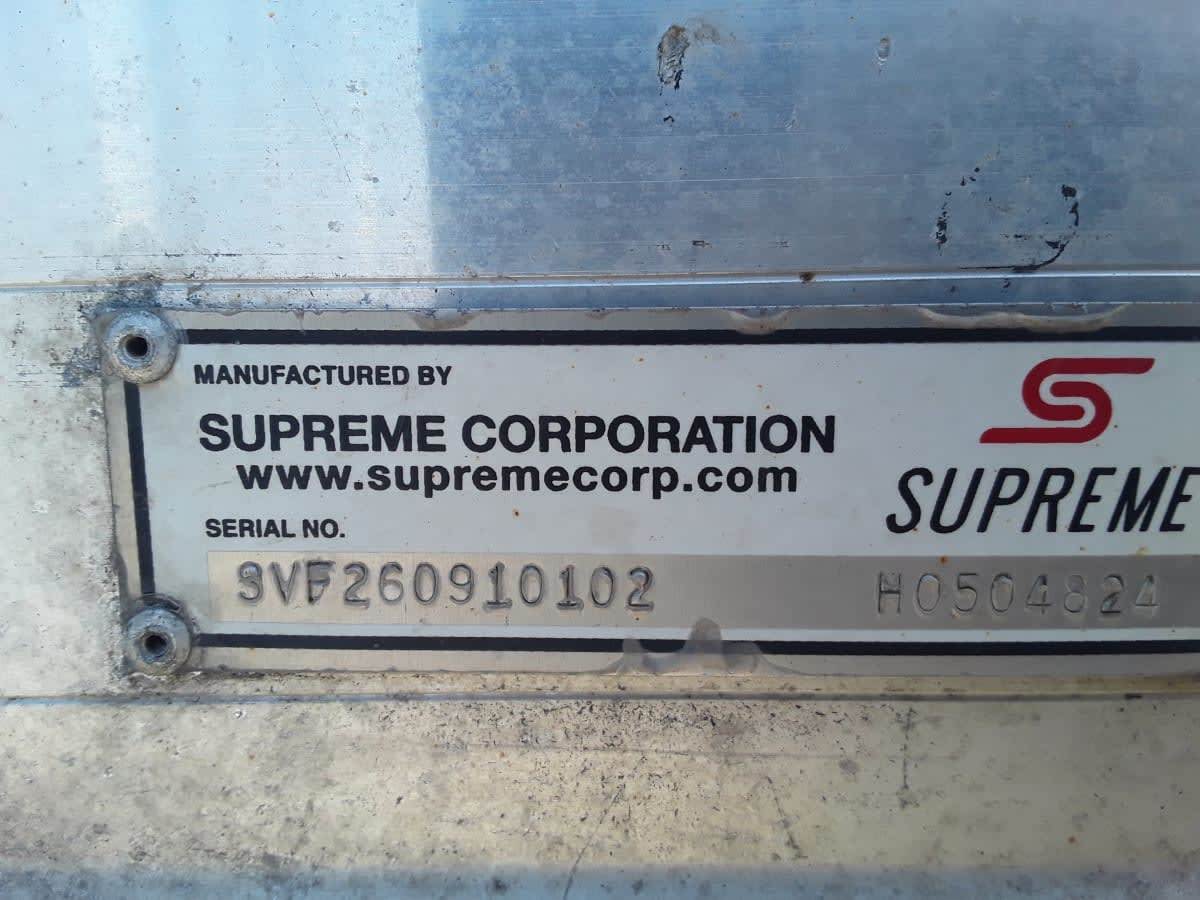 MANUFACTURED BY
SUPREME CORPORATION
www.supremecorp.com
SUPREME
SERIAL NO.
SVF260910102 H0504824